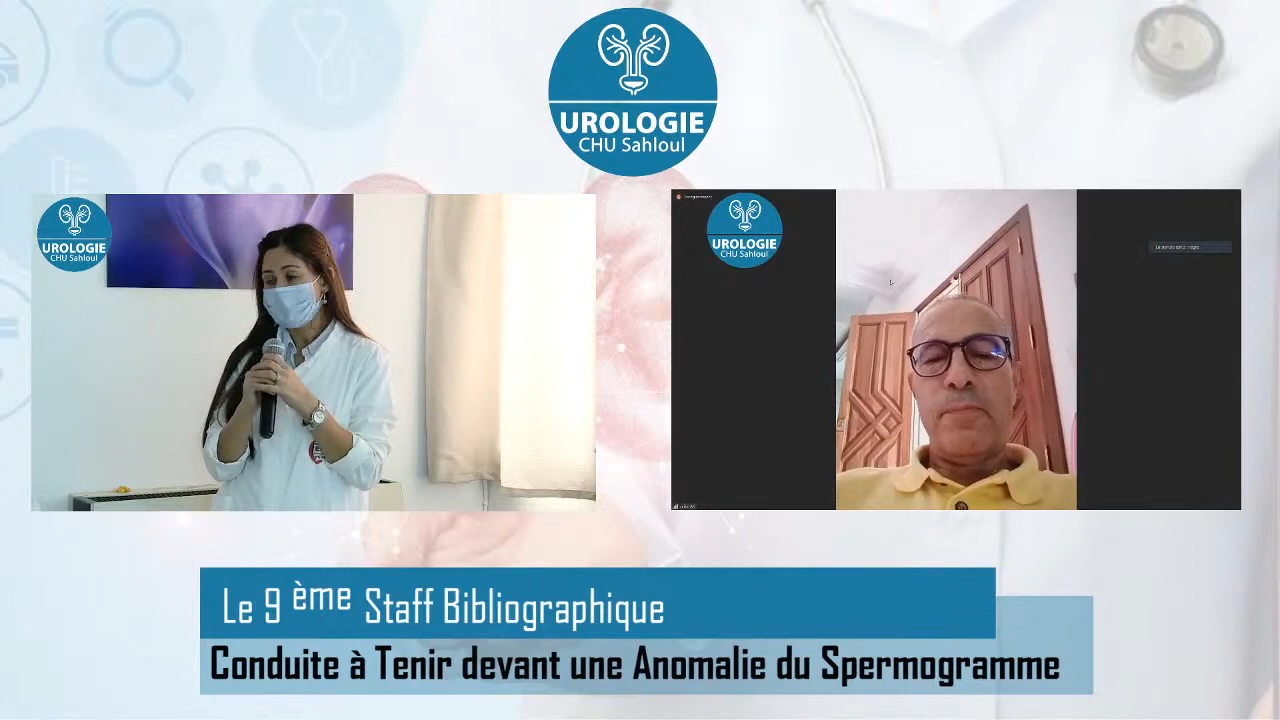 UROLOGIE
CHU Sahloul
UROLOGIE
CHU Sahloul
UROLOGIE
CHU Sahloul
Le 9 ème Staff Bibliographique
Conduite à Tenir devant une Anomalie du Spermogramme